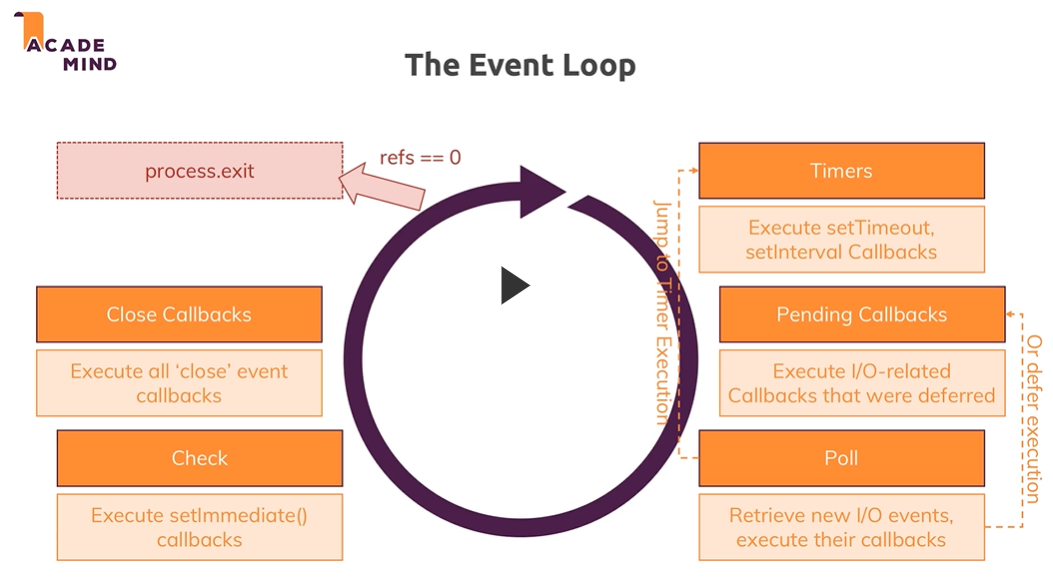 ACADE
MIND
The Event Loop
process.exit
refs == 0
Timers
Execute setTimeout,
setInterval Callbacks
Jump to Timer Execution
Close Callbacks
Execute all ‘close’ event
callbacks
Pending Callbacks
Execute I/O-related
Callbacks that were deferred
Or defer execution
Check
Execute setImmediate()
callbacks
Poll
Retrieve new I/O events,
execute their callbacks